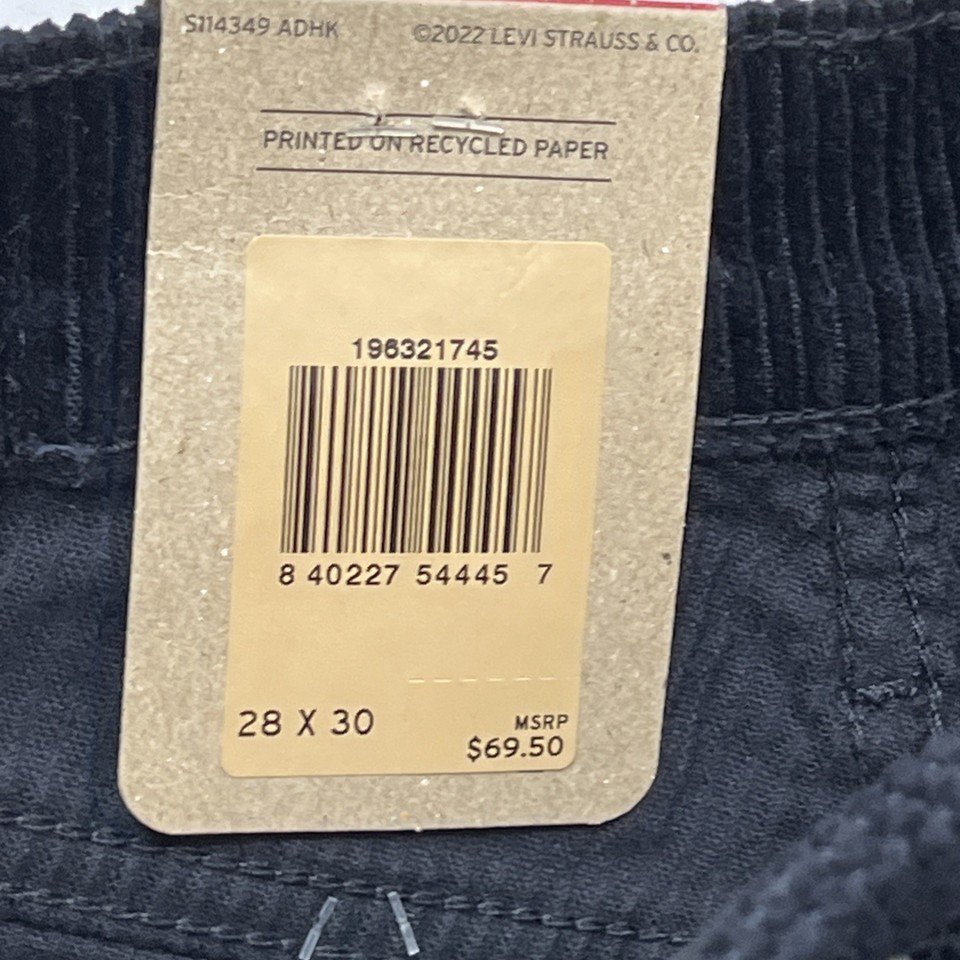 S114349 ADHK ©2022 LEVI STRAUSS & CO.
PRINTED ON RECYCLED PAPER
196321745
8 40227 54445 7
28 X 30
MSRP
$69.50